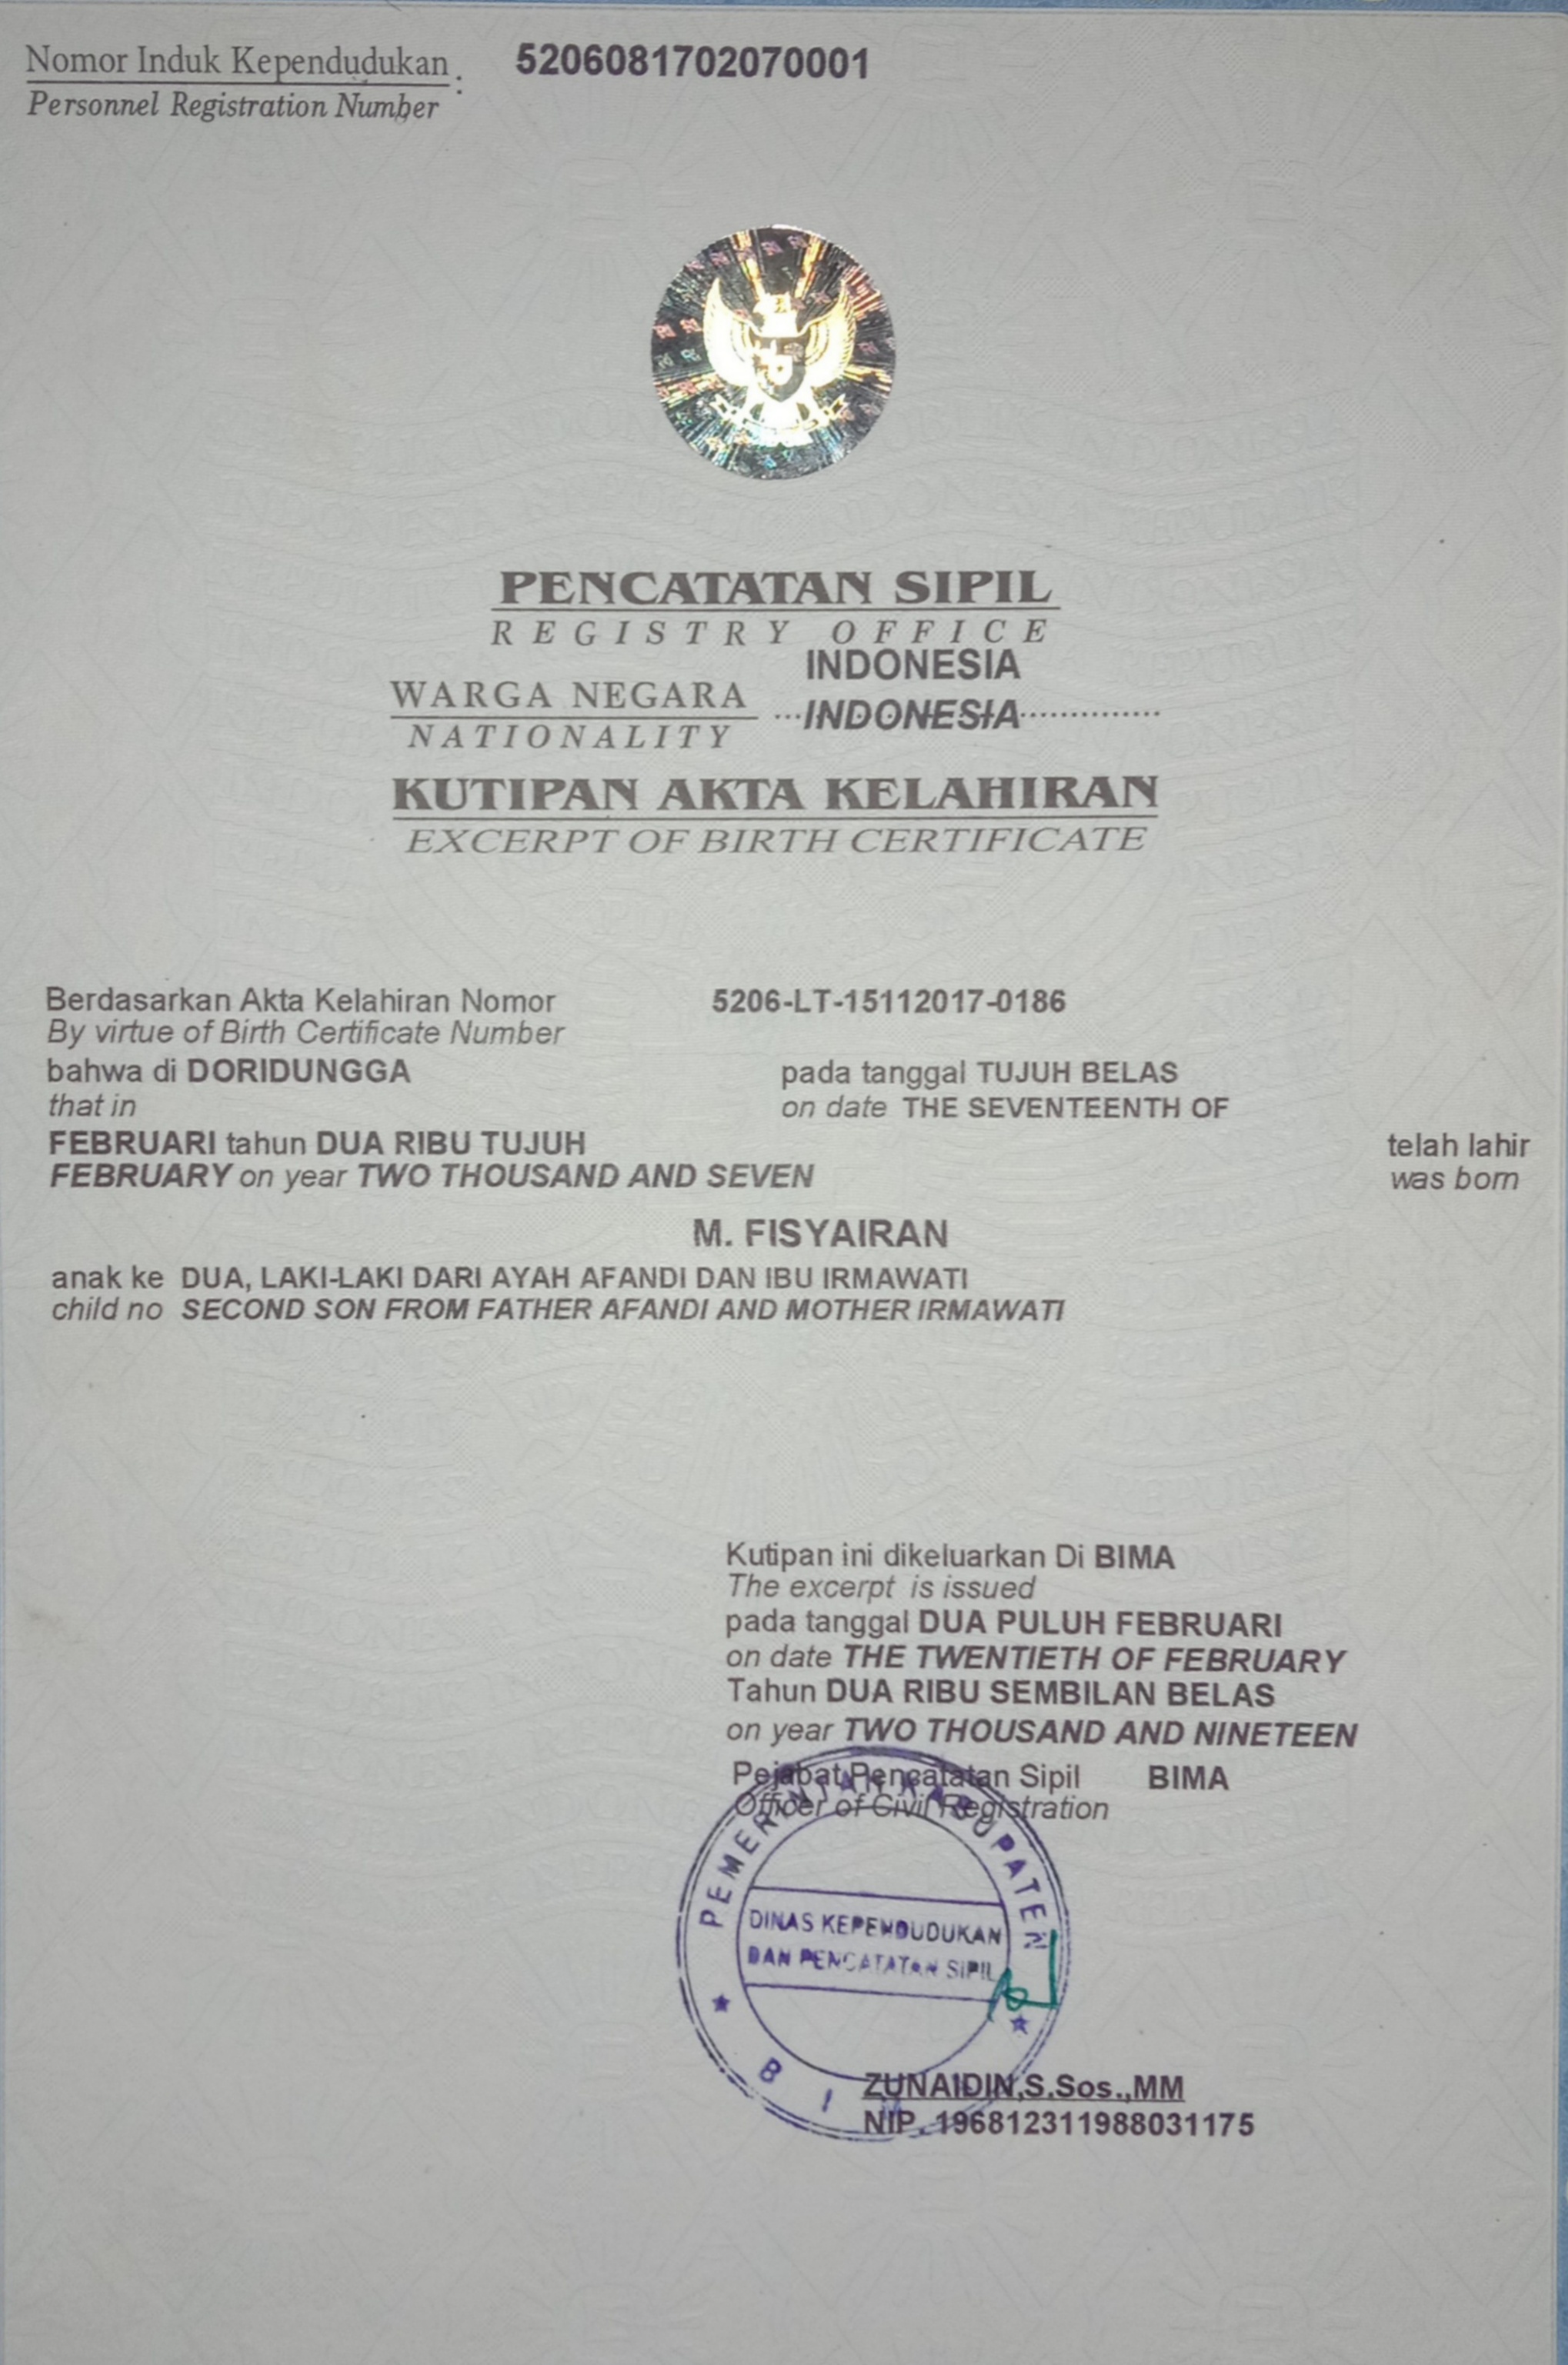 Nomor Induk Kependudukan : 5206081702070001
Personnel Registration Number
PENCATATAN SIPIL
REGISTRY OFFICE
INDONESIA
WARGA NEGARA ...INDONESIA..............
NATIONALITY
KUTIPAN AKTA KELAHIRAN
EXCERPT OF BIRTH CERTIFICATE
Berdasarkan Akta Kelahiran Nomor 5206-LT-15112017-0186
By virtue of Birth Certificate Number
bahwa di DORIDUNGGA pada tanggal TUJUH BELAS
that in on date THE SEVENTEENTH OF
FEBRUARI tahun DUA RIBU TUJUH telah lahir
FEBRUARY on year TWO THOUSAND AND SEVEN was born
M. FISYAIRAN
anak ke DUA, LAKI-LAKI DARI AYAH AFANDI DAN IBU IRMAWATI
child no SECOND SON FROM FATHER AFANDI AND MOTHER IRMAWATI
Kutipan ini dikeluarkan Di BIMA
The excerpt is issued
pada tanggal DUA PULUH FEBRUARI
on date THE TWENTIETH OF FEBRUARY
Tahun DUA RIBU SEMBILAN BELAS
on year TWO THOUSAND AND NINETEEN
Pejabat Pencatatan Sipil BIMA
Officer of Civil Registration
PEMERINTAH KABUPATEN
DINAS KEPENDUDUKAN
DAN PENCATATAN SIPIL
ZUNAIDIN,S.Sos.,MM
NIP. 196812311988031175